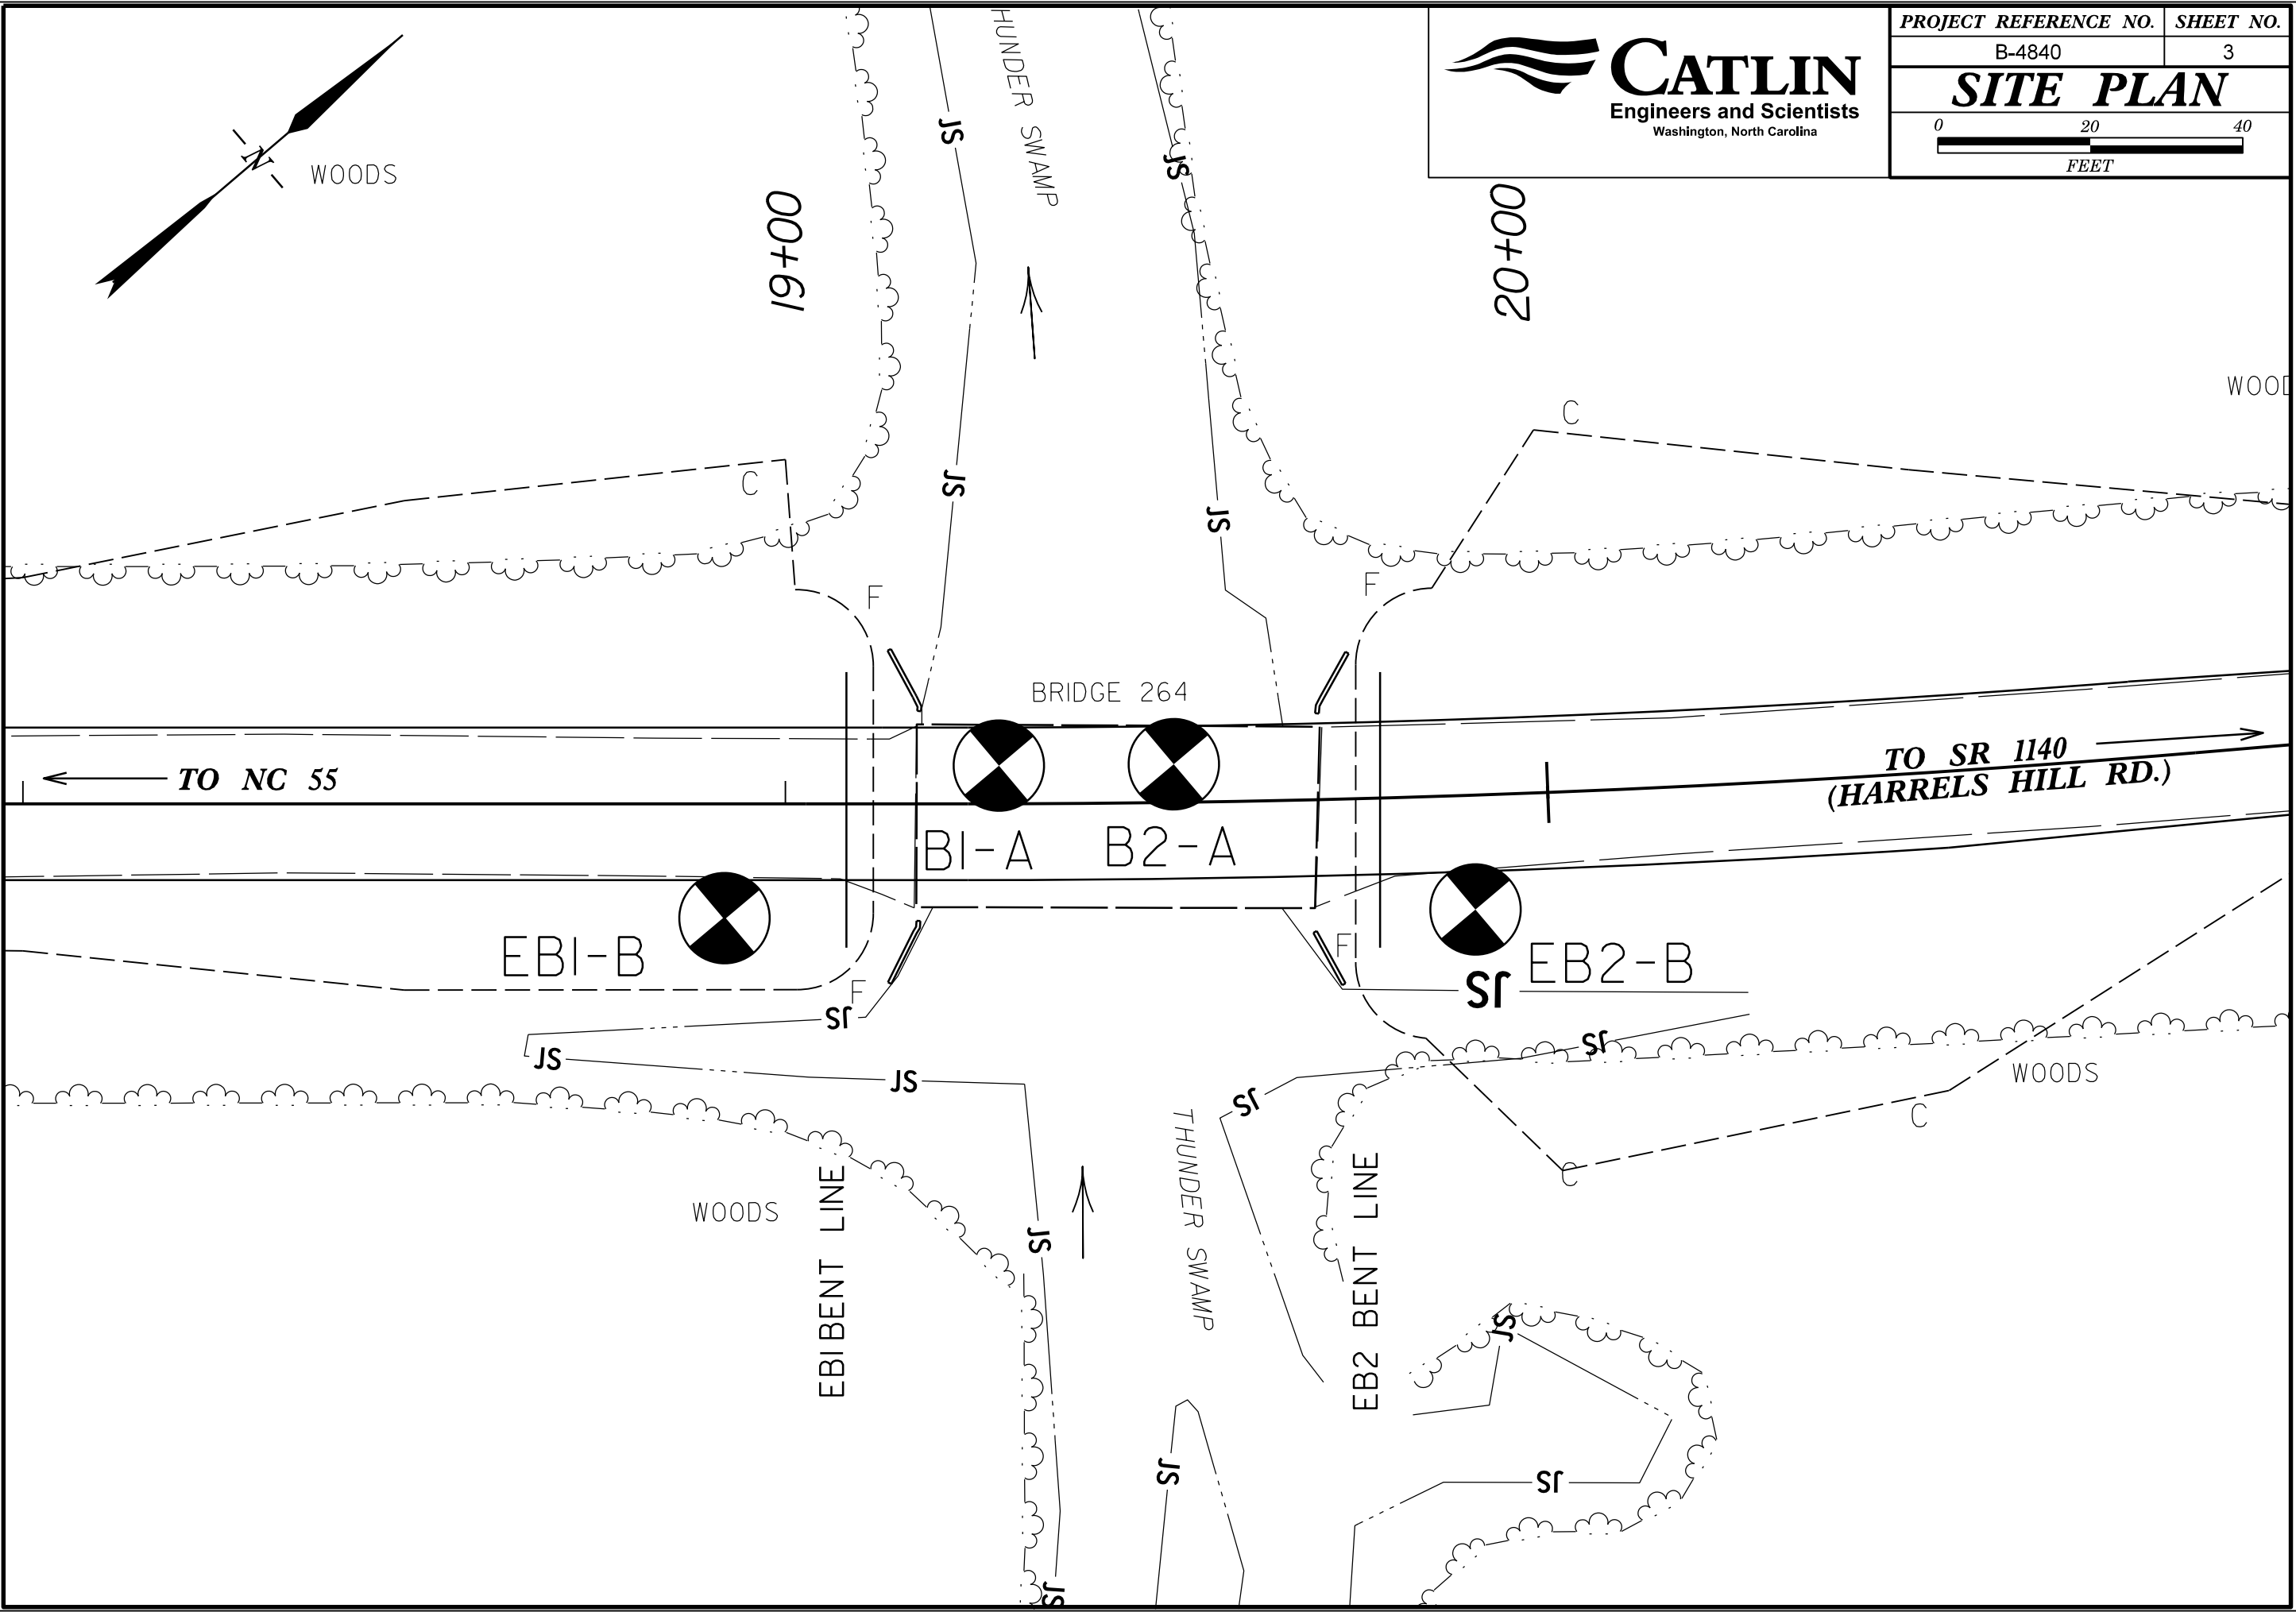 PROJECT REFERENCE NO.
SHEET NO.
B-4840
3
SITE PLAN
0 20 40
FEET
CATLIN
Engineers and Scientists
Washington, North Carolina
N
WOODS
HUNDER SWAMP
JS
JS
19+00
20+00
WOOD
C
C
JS
JS
F
F
BRIDGE 264
TO NC 55
TO SR 1140
(HARRELS HILL RD.)
B1-A
B2-A
EB1-B
EB2-B
F
F
JS
JS
JS
JS
JS
JS
WOODS
C
C
THUNDER SWAMP
WOODS
EB1 BENT LINE
EB2 BENT LINE
JS
JS
JS
JS
JS